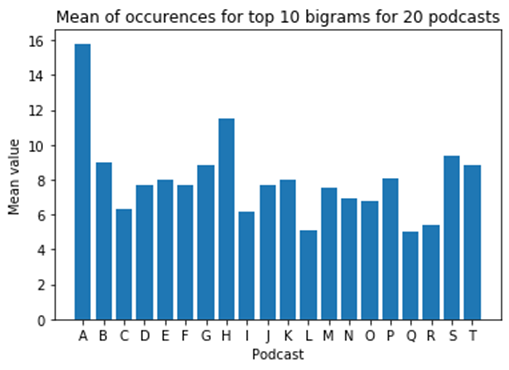 Mean of occurences for top 10 bigrams for 20 podcasts
16
14
12
10
8
6
4
2
0
Mean value
A B C D E F G H I J K L M N O P Q R S T
Podcast